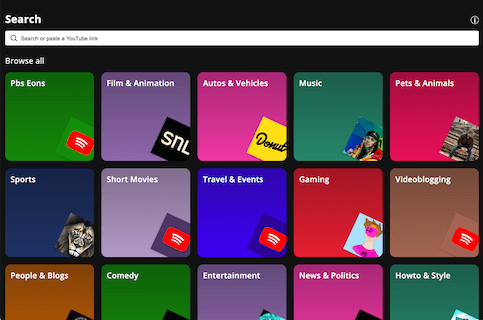 Search
Search or paste a YouTube link
Browse all
Pbs Eons
Film & Animation
Autos & Vehicles
Music
Pets & Animals
SNL
Donut
Sports
Short Movies
Travel & Events
Gaming
Videoblogging
People & Blogs
Comedy
Entertainment
News & Politics
Howto & Style